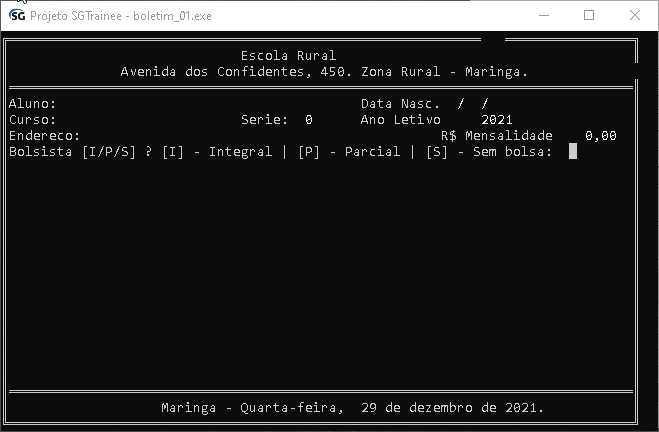 SG Projeto SGTrainee - boletim_01.exe
Escola Rural
Avenida dos Confidentes, 450. Zona Rural - Maringa.
Aluno: Data Nasc. / /
Curso: Serie: 0 Ano Letivo 2021
Endereco: R$ Mensalidade 0,00
Bolsista [I/P/S] ? [I] - Integral | [P] - Parcial | [S] - Sem bolsa:
Maringa - Quarta-feira, 29 de dezembro de 2021.